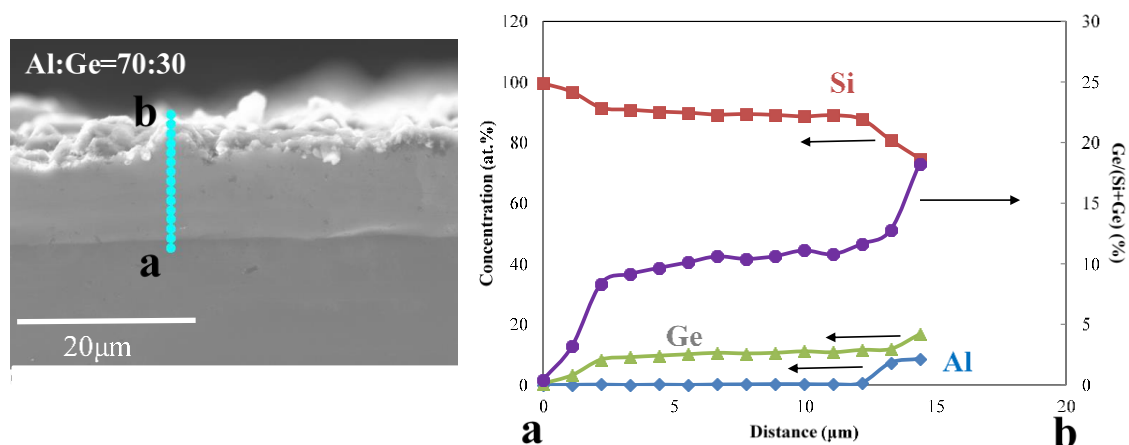 Al:Ge=70:30
b
a
20μm
120
100
80
60
40
20
0
Concentration (at.%)
Si
Ge
Al
30
25
20
15
10
5
0
Ge/(Si+Ge) (%)
0
5
10
15
20
a
Distance (μm)
b